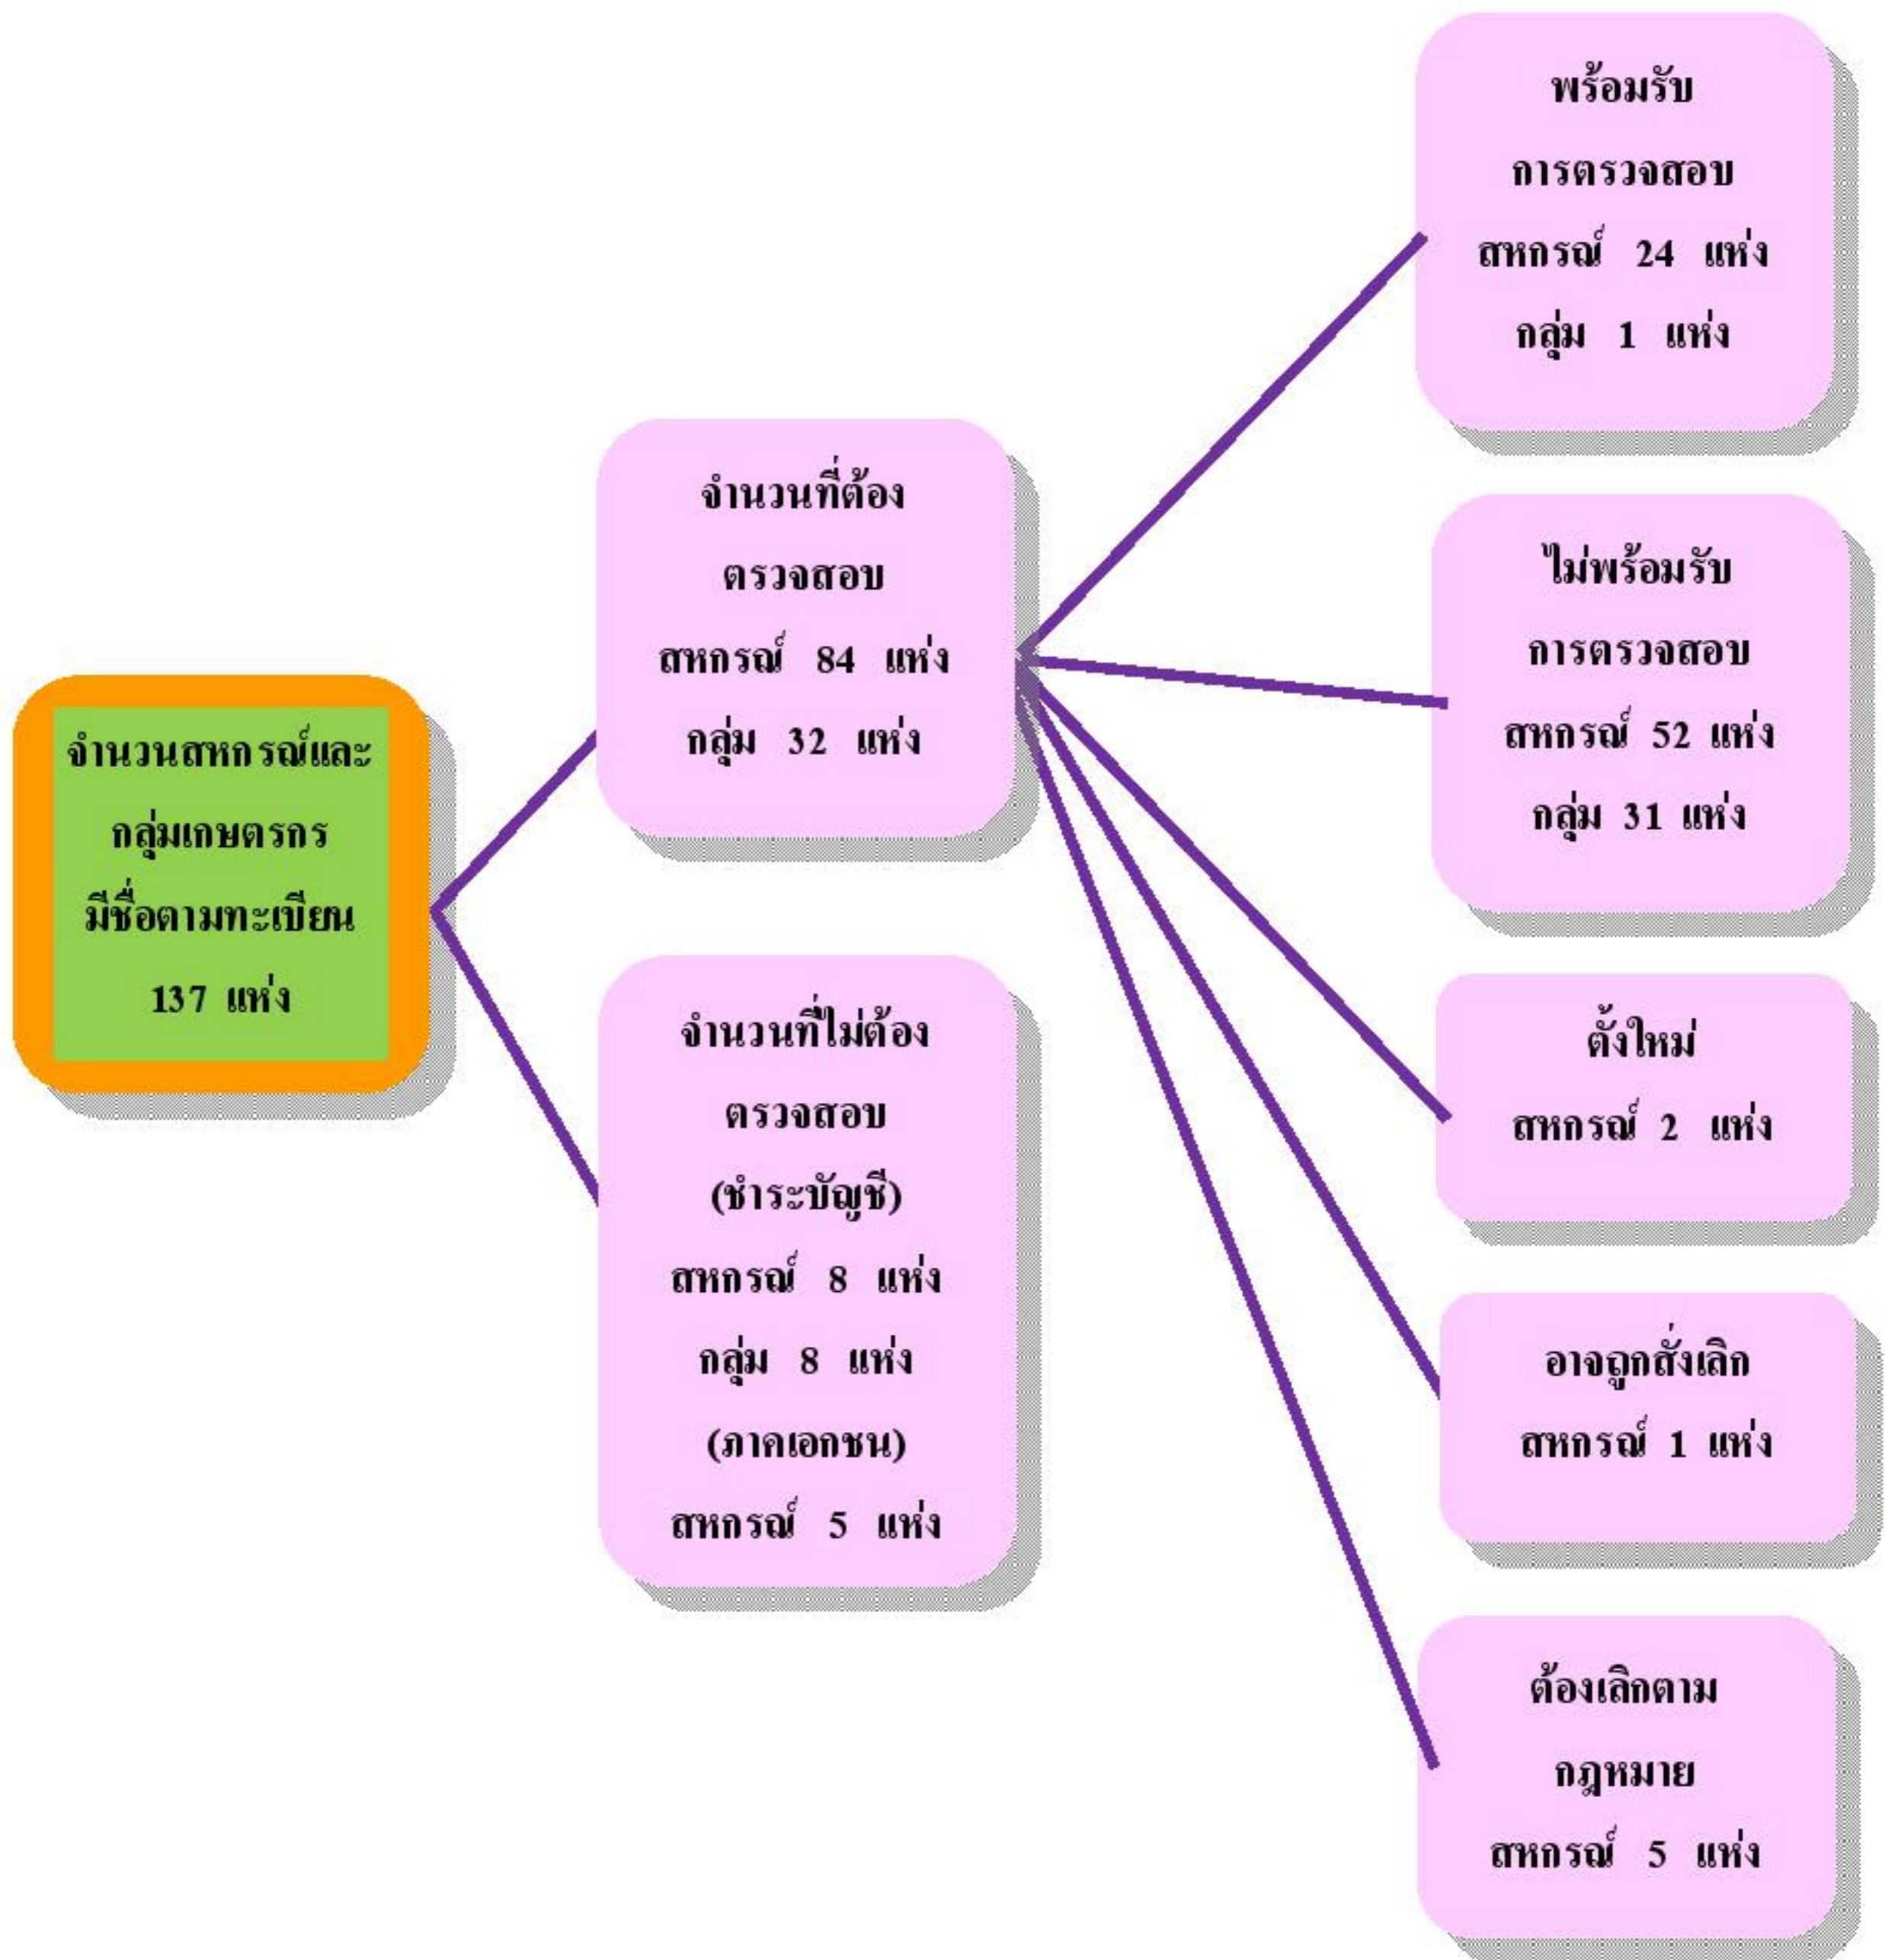 จำนวนสหกรณ์และ
กลุ่มเกษตรกร
มีชื่อตามทะเบียน
137 แห่ง
จำนวนที่ต้อง
ตรวจสอบ
สหกรณ์ 84 แห่ง
กลุ่ม 32 แห่ง
จำนวนที่ไม่ต้อง
ตรวจสอบ
(ชำระบัญชี)
สหกรณ์ 8 แห่ง
กลุ่ม 8 แห่ง
(ภาคเอกชน)
สหกรณ์ 5 แห่ง
พร้อมรับ
การตรวจสอบ
สหกรณ์ 24 แห่ง
กลุ่ม 1 แห่ง
ไม่พร้อมรับ
การตรวจสอบ
สหกรณ์ 52 แห่ง
กลุ่ม 31 แห่ง
ตั้งใหม่
สหกรณ์ 2 แห่ง
อาจถูกสั่งเลิก
สหกรณ์ 1 แห่ง
ต้องเลิกตาม
กฎหมาย
สหกรณ์ 5 แห่ง